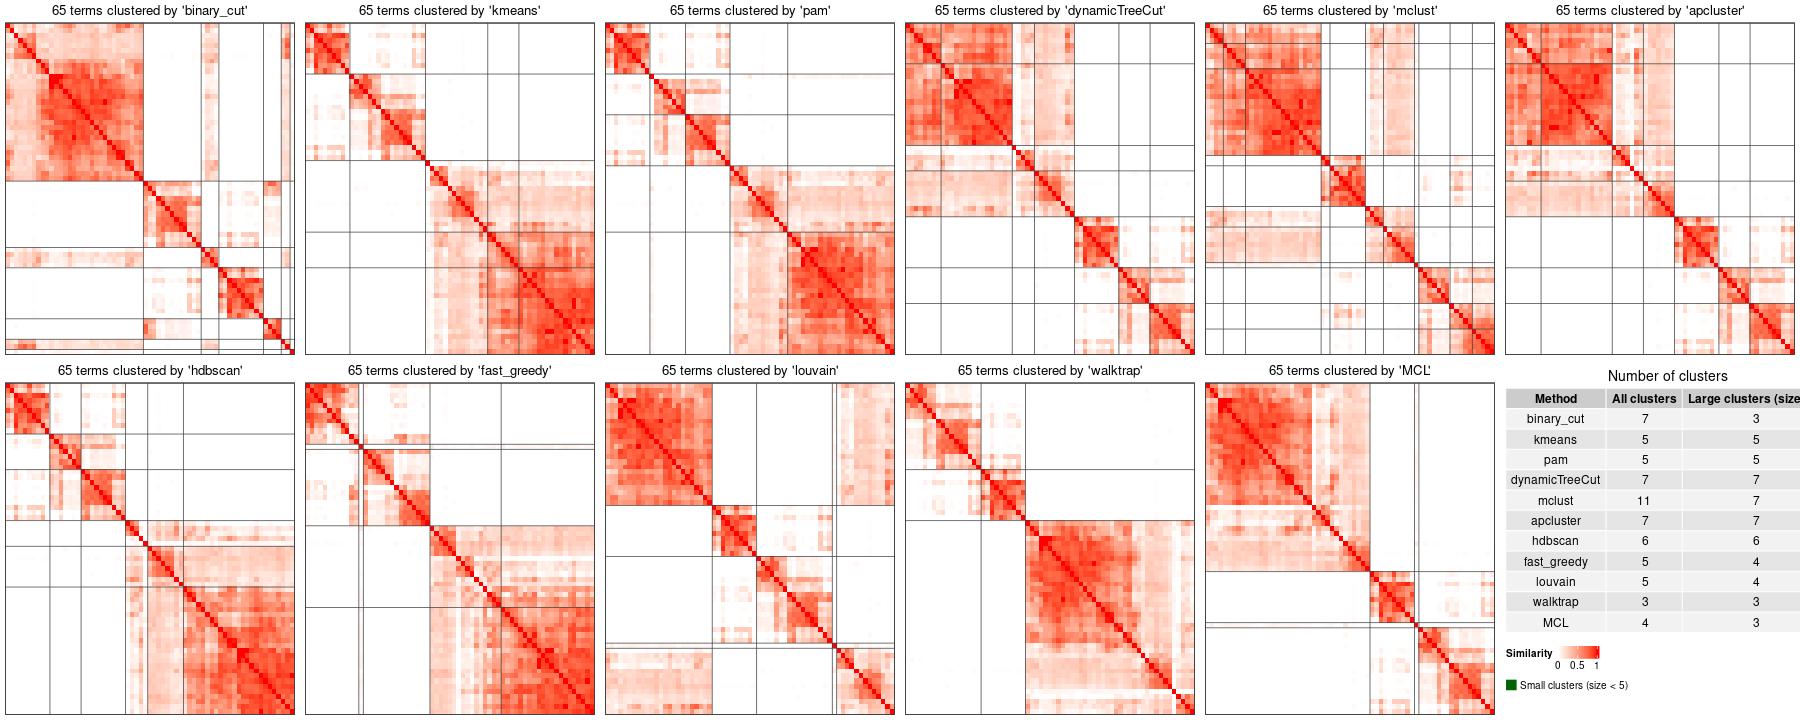 65 terms clustered by 'binary_cut'
65 terms clustered by 'kmeans'
65 terms clustered by 'pam'
65 terms clustered by 'dynamicTreeCut'
65 terms clustered by 'mclust'
65 terms clustered by 'apcluster'
65 terms clustered by 'hdbscan'
65 terms clustered by 'fast_greedy'
65 terms clustered by 'louvain'
65 terms clustered by 'walktrap'
65 terms clustered by 'MCL'
Number of clusters
Method All clusters Large clusters (size
binary_cut 7 3
kmeans 5 5
pam 5 5
dynamicTreeCut 7 7
mclust 11 7
apcluster 7 7
hdbscan 6 6
fast_greedy 5 4
louvain 5 4
walktrap 3 3
MCL 4 3
Similarity
0 0.5 1
Small clusters (size < 5)